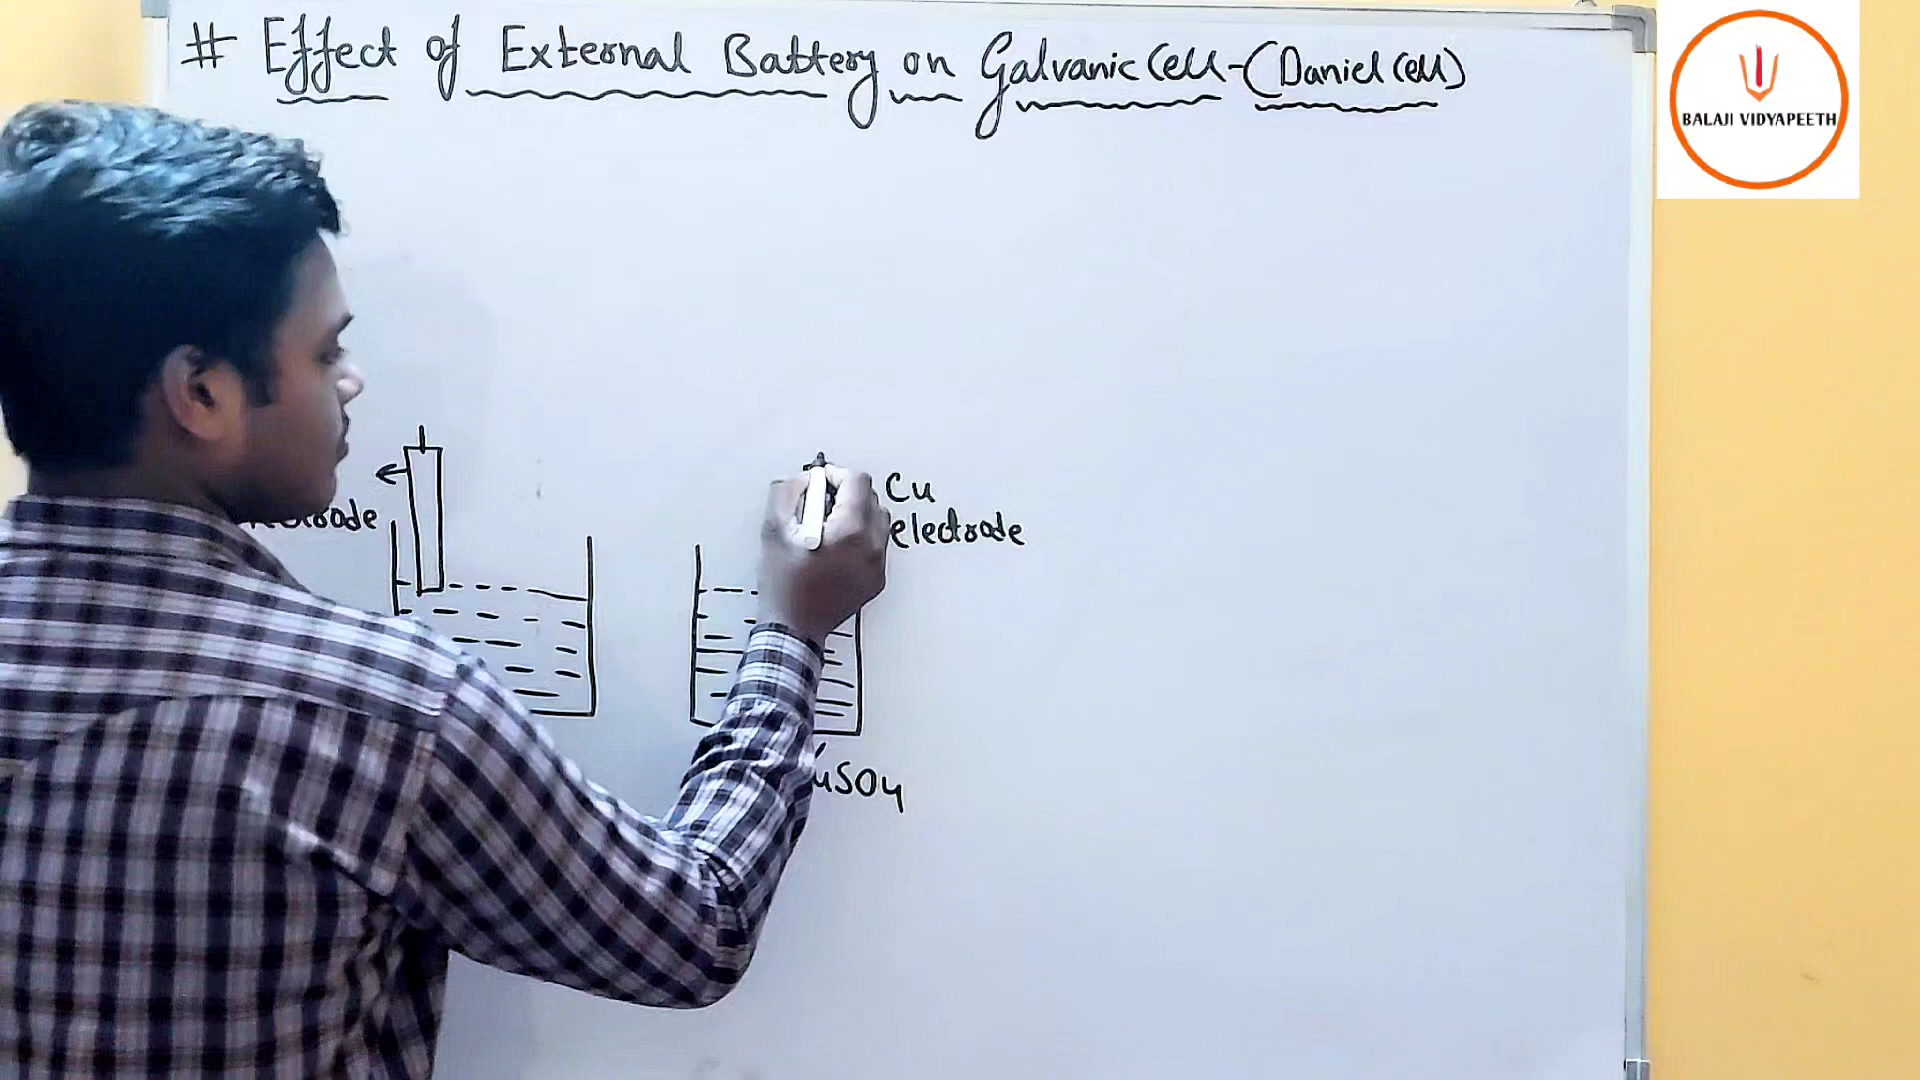 # Effect of External Battery on Galvanic Cell-(Daniel Cell)
BALAJI VIDYAPEETH
Cu
electrode